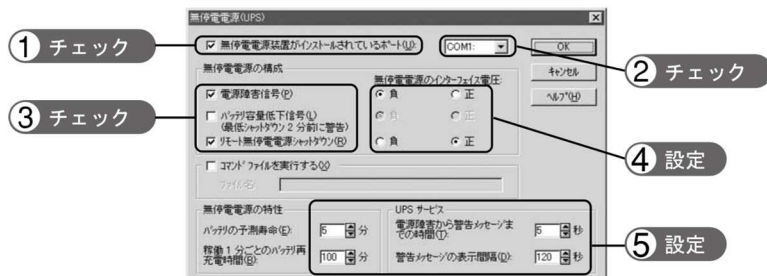 無停電電源(UPS)
① チェック
無停電電源装置がインストールされているポート(U):
COM1:
OK
② チェック
キャンセル
ヘルプ(H)
無停電電源の構成
無停電電源のインターフェイス電圧:
③ チェック
電源障害信号(P)
負
正
バッテリ容量低下信号(L)
(最低シャットダウン 2 分前に警告)
負
正
リモート無停電電源シャットダウン(R)
負
正
④ 設定
コマンド ファイルを実行する(X)
ファイル名:
無停電電源の特性
バッテリの予測寿命(E):
5
分
稼働 1 分ごとのバッテリ再
充電時間(B):
100
分
UPS サービス
電源障害から警告メッセージま
での時間(T):
5
秒
警告メッセージの表示間隔(D):
120
秒
⑤ 設定